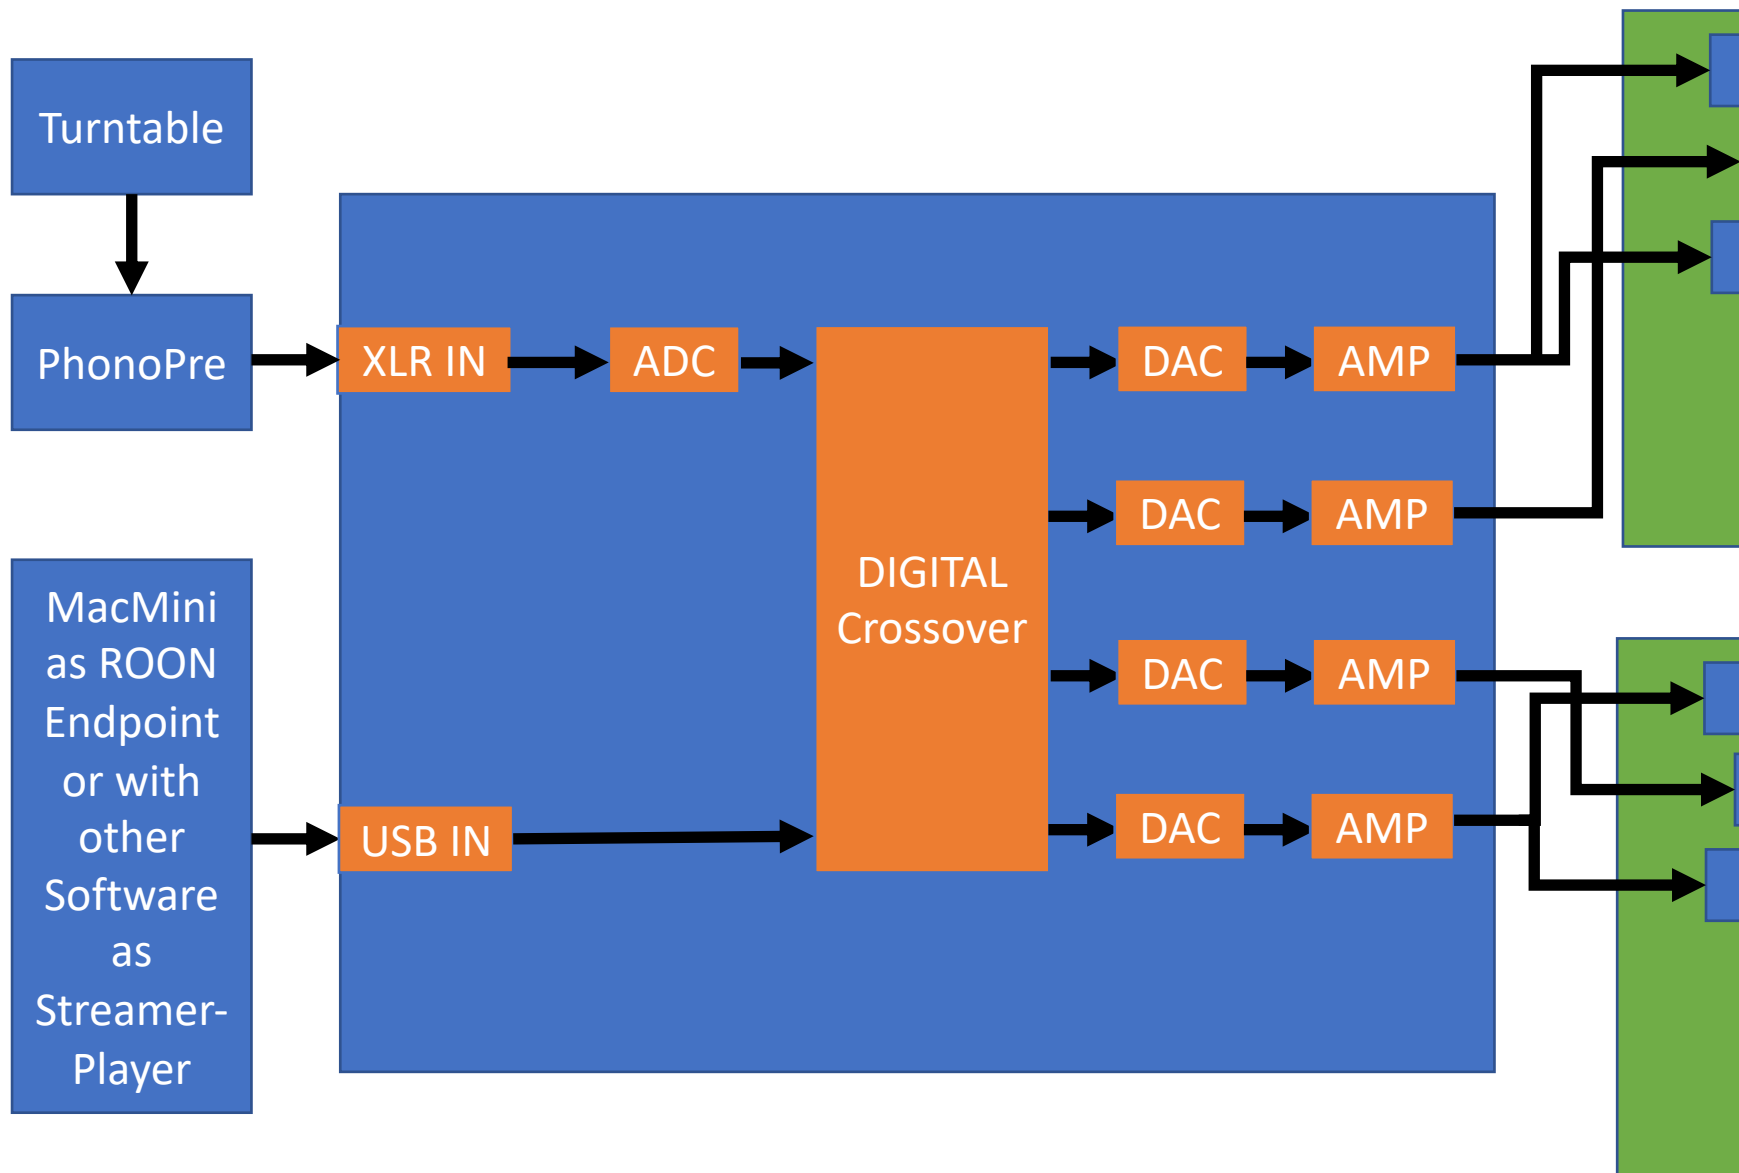 Turntable
PhonoPre
MacMini
as ROON
Endpoint
or with
other
Software
as
Streamer-
Player
XLR IN
ADC
USB IN
DIGITAL
Crossover
DAC
AMP
DAC
AMP
DAC
AMP
DAC
AMP